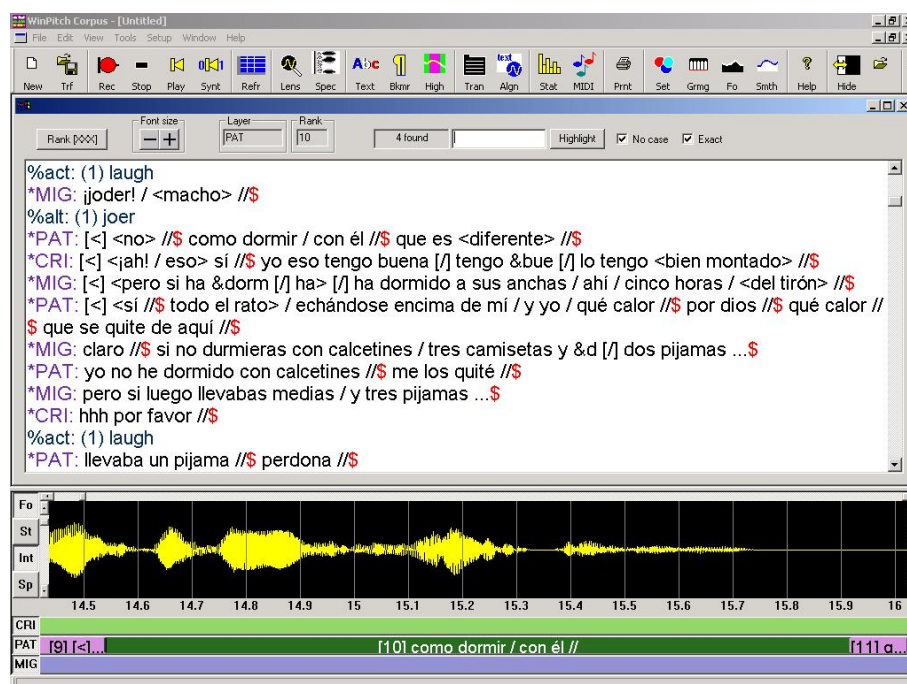 WinPitch Corpus - [Untitled]
File Edit View Tools Setup Window Help
New Trf Rec Stop Play Synt Refr Lens Spec Text Bkmr High Tran Algn Stat MIDI Prnt Set Grmg Fo Smth Help Hide
Font size Layer Rank
Rank [XXX] − + PAT 10 4 found Highlight No case Exact
%act: (1) laugh
*MIG: ¡joder! / <macho> //$
%alt: (1) joer
*PAT: [<] <no> //$ como dormir / con él //$ que es <diferente> //$
*CRI: [<] <¡ah! / eso> sí //$ yo eso tengo buena [/] tengo &bue [/] lo tengo <bien montado> //$
*MIG: [<] <pero si ha &dorm [/] ha> [/] ha dormido a sus anchas / ahí / cinco horas / <del tirón> //$
*PAT: [<] <sí //$ todo el rato> / echándose encima de mí / y yo / qué calor //$ por dios //$ qué calor //
$ que se quite de aquí //$
*MIG: claro //$ si no durmieras con calcetines / tres camisetas y &d [/] dos pijamas ...$
*PAT: yo no he dormido con calcetines //$ me los quité //$
*MIG: pero si luego llevabas medias / y tres pijamas ...$
*CRI: hhh por favor //$
%act: (1) laugh
*PAT: llevaba un pijama //$ perdona //$
Fo
St
Int
Sp
14.5 14.6 14.7 14.8 14.9 15 15.1 15.2 15.3 15.4 15.5 15.6 15.7 15.8 15.9 16
CRI
PAT [9] [<]... [10] como dormir / con él // [11] q...
MIG